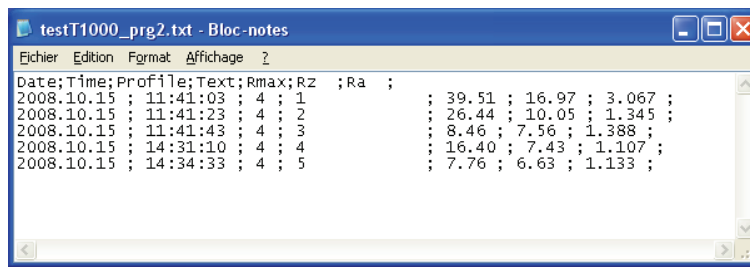 testT1000_prg2.txt - Bloc-notes
Fichier Edition Format Affichage ?
Date;Time;Profile;Text;Rmax;Rz  ;Ra  ;
2008.10.15 ; 11:41:03 ; 4 ; 1            ; 39.51 ; 16.97 ; 3.067 ;
2008.10.15 ; 11:41:23 ; 4 ; 2            ; 26.44 ; 10.05 ; 1.345 ;
2008.10.15 ; 11:41:43 ; 4 ; 3            ; 8.46 ; 7.56 ; 1.388 ;
2008.10.15 ; 14:31:10 ; 4 ; 4            ; 16.40 ; 7.43 ; 1.107 ;
2008.10.15 ; 14:34:33 ; 4 ; 5            ; 7.76 ; 6.63 ; 1.133 ;